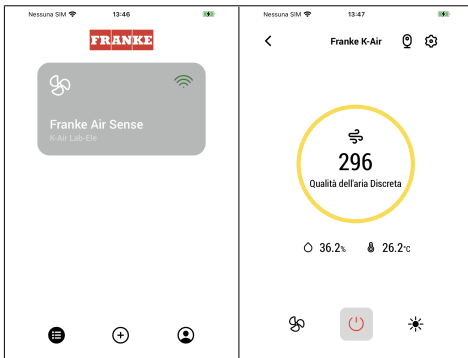 Nessuna SIM 13:46
FRANKE
Franke Air Sense
K-Air Lab-Ele
Nessuna SIM 13:47
Franke K-Air
296
Qualità dell'aria Discreta
36.2% 26.2°C